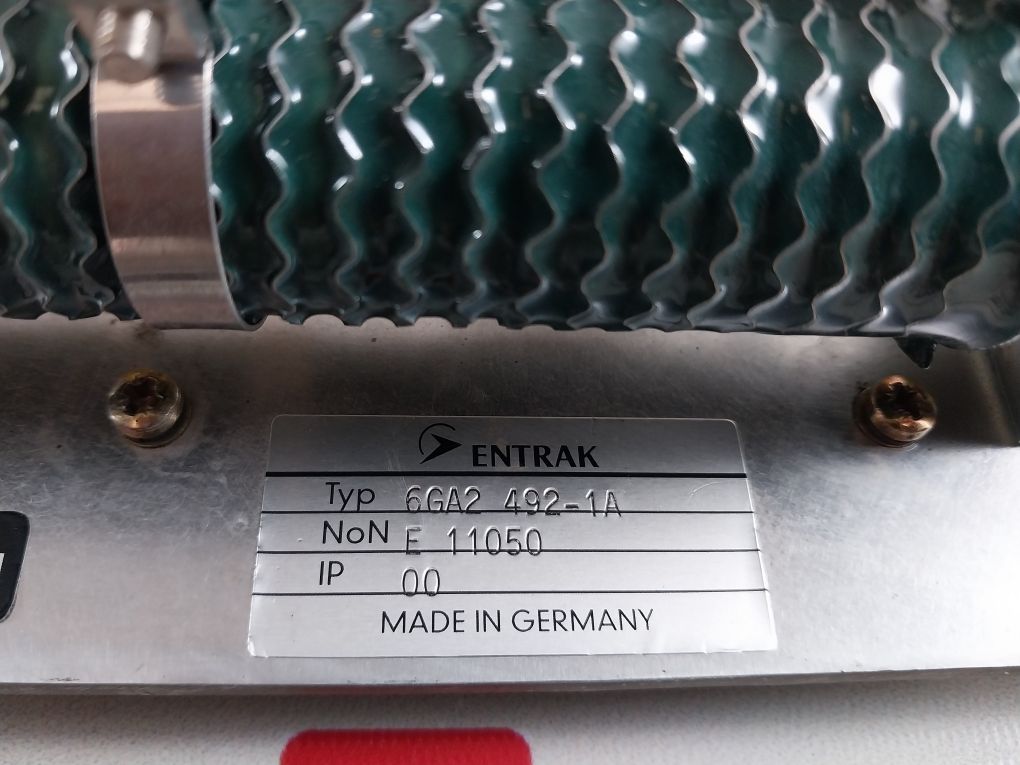 ENTRAK
Typ 6GA2 492-1A
NoN E 11050
IP 00
MADE IN GERMANY